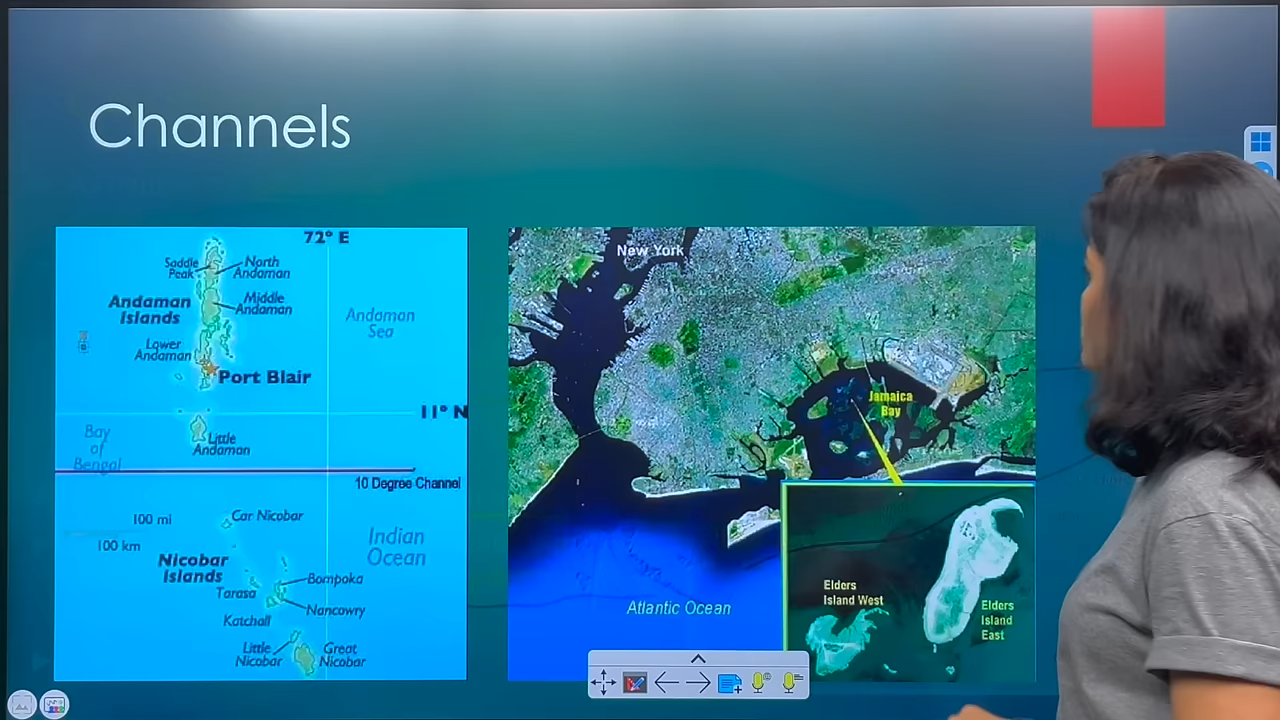 Channels
72° E
Saddle
Peak
North
Andaman
Andaman
Islands
Middle
Andaman
Andaman
Sea
Lower
Andaman
Port Blair
11° N
Bay
of
Bengal
Little
Andaman
10 Degree Channel
100 mi
100 km
Car Nicobar
Nicobar
Islands
Indian
Ocean
Bompoka
Tarasa
Nancowry
Katchall
Little
Nicobar
Great
Nicobar
New York
Jamaica
Bay
Atlantic Ocean
Elders
Island West
Elders
Island
East